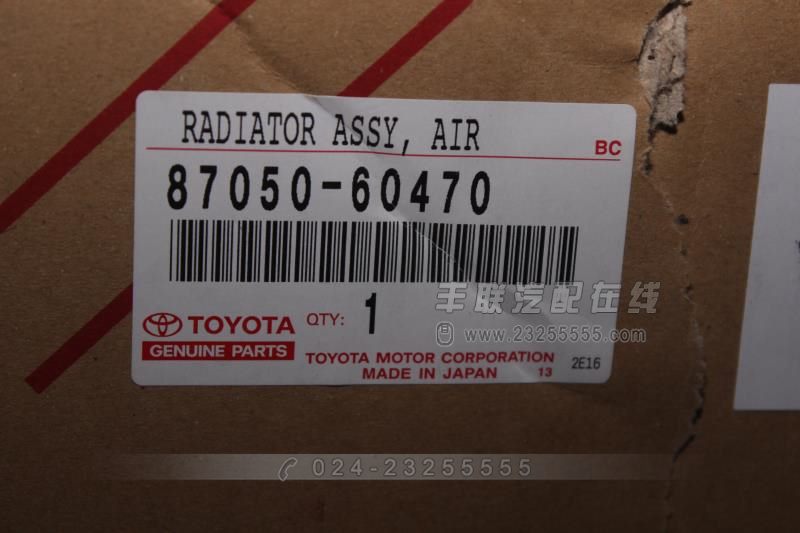 RADIATOR ASSY, AIR
BC
87050-60470
TOYOTA QTY: 1
GENUINE PARTS
TOYOTA MOTOR CORPORATION
MADE IN JAPAN 13 2E16
丰联汽配在线
www.23255555.com
024-23255555